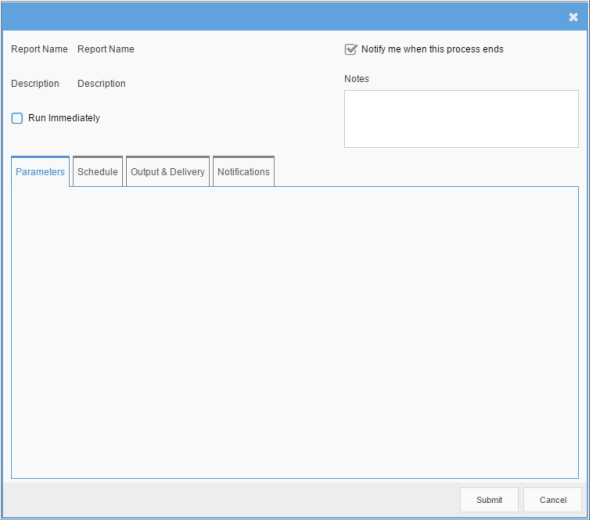 Report Name Report Name
Notify me when this process ends
Description Description
Notes
Run Immediately
Parameters Schedule Output & Delivery Notifications
Submit Cancel